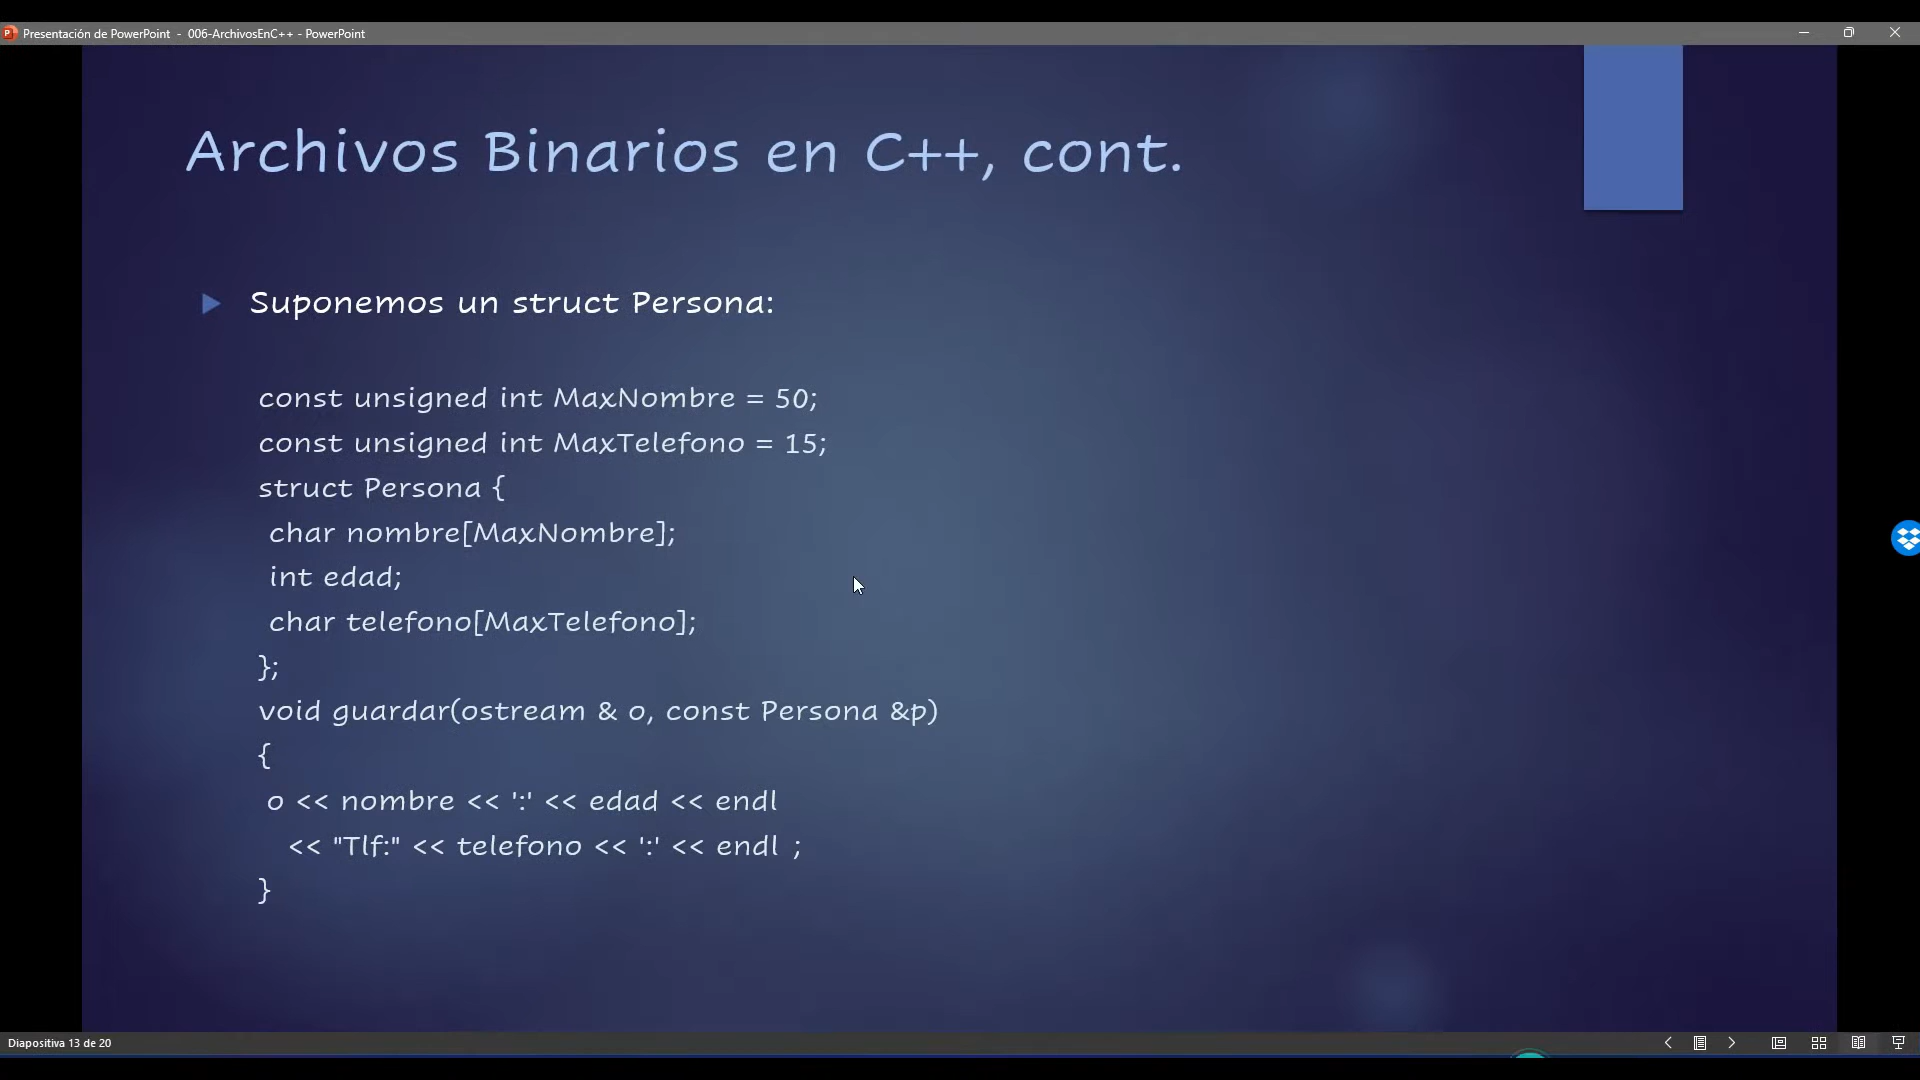 Presentación de PowerPoint - 006-ArchivosEnC++ - PowerPoint
Archivos Binarios en C++, cont.
Suponemos un struct Persona:
const unsigned int MaxNombre = 50;
const unsigned int MaxTelefono = 15;
struct Persona {
char nombre[MaxNombre];
int edad;
char telefono[MaxTelefono];
};
void guardar(ostream & o, const Persona &p)
{
o << nombre << ':' << edad << endl
<< "Tlf:" << telefono << ':' << endl ;
}
Diapositiva 13 de 20